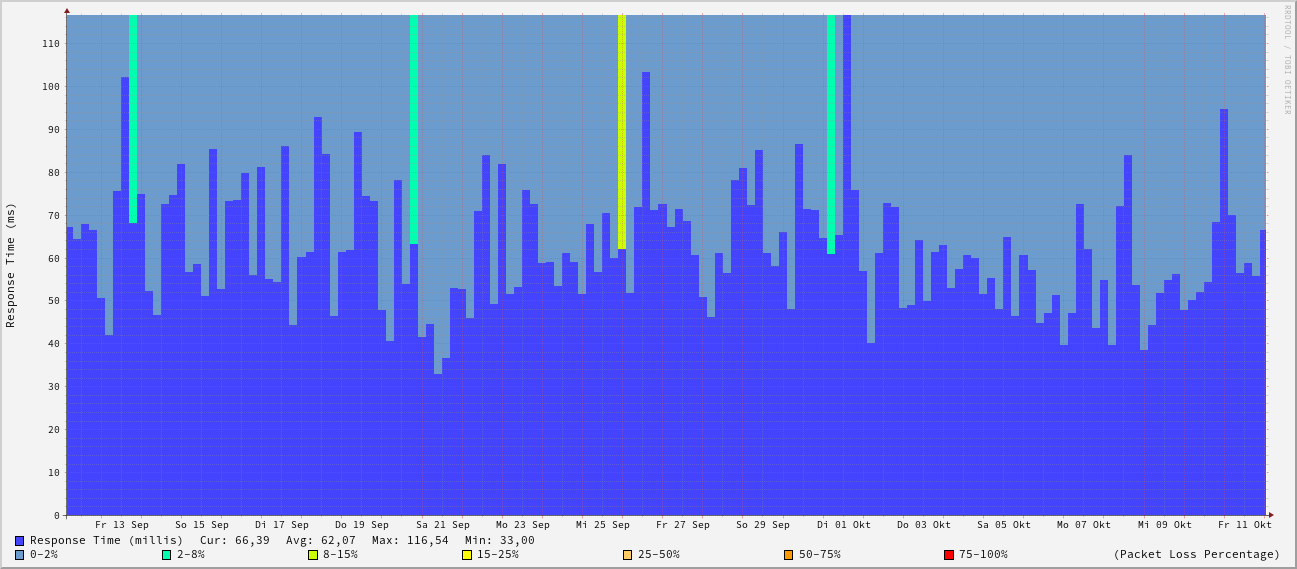 RRDTOOL / TOBI OETIKER
Response Time (ms)
110
100
90
80
70
60
50
40
30
20
10
0
Fr 13 Sep So 15 Sep Di 17 Sep Do 19 Sep Sa 21 Sep Mo 23 Sep Mi 25 Sep Fr 27 Sep So 29 Sep Di 01 Okt Do 03 Okt Sa 05 Okt Mo 07 Okt Mi 09 Okt Fr 11 Okt
Response Time (millis) Cur: 66,39 Avg: 62,07 Max: 116,54 Min: 33,00
0-2% 2-8% 8-15% 15-25% 25-50% 50-75% 75-100% (Packet Loss Percentage)